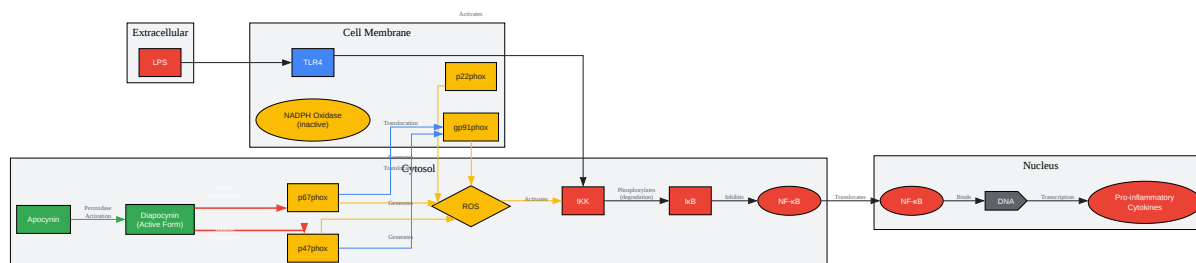 Activates
Extracellular
Cell Membrane
LPS
TLR4
p22phox
NADPH Oxidase
(inactive)
Translocation
gp91phox
Cytosol
Nucleus
p67phox
Phosphorylates
(degradation)
Apocynin
Peroxidase
Activation
Diapocynin
(Active Form)
Generates
ROS
Activates
IKK
IκB
Inhibits
NF-κB
Translocates
NF-κB
Binds
DNA
Transcription
Pro-inflammatory
Cytokines
p47phox
Generates